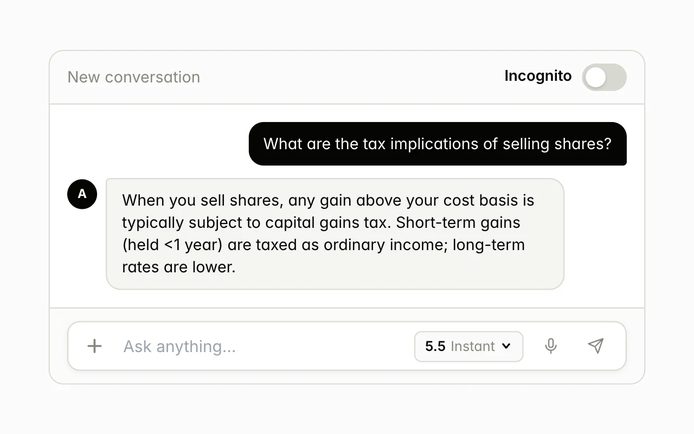 New conversation
Incognito
What are the tax implications of selling shares?
A
When you sell shares, any gain above your cost basis is
typically subject to capital gains tax. Short-term gains
(held <1 year) are taxed as ordinary income; long-term
rates are lower.
Ask anything...
5.5 Instant